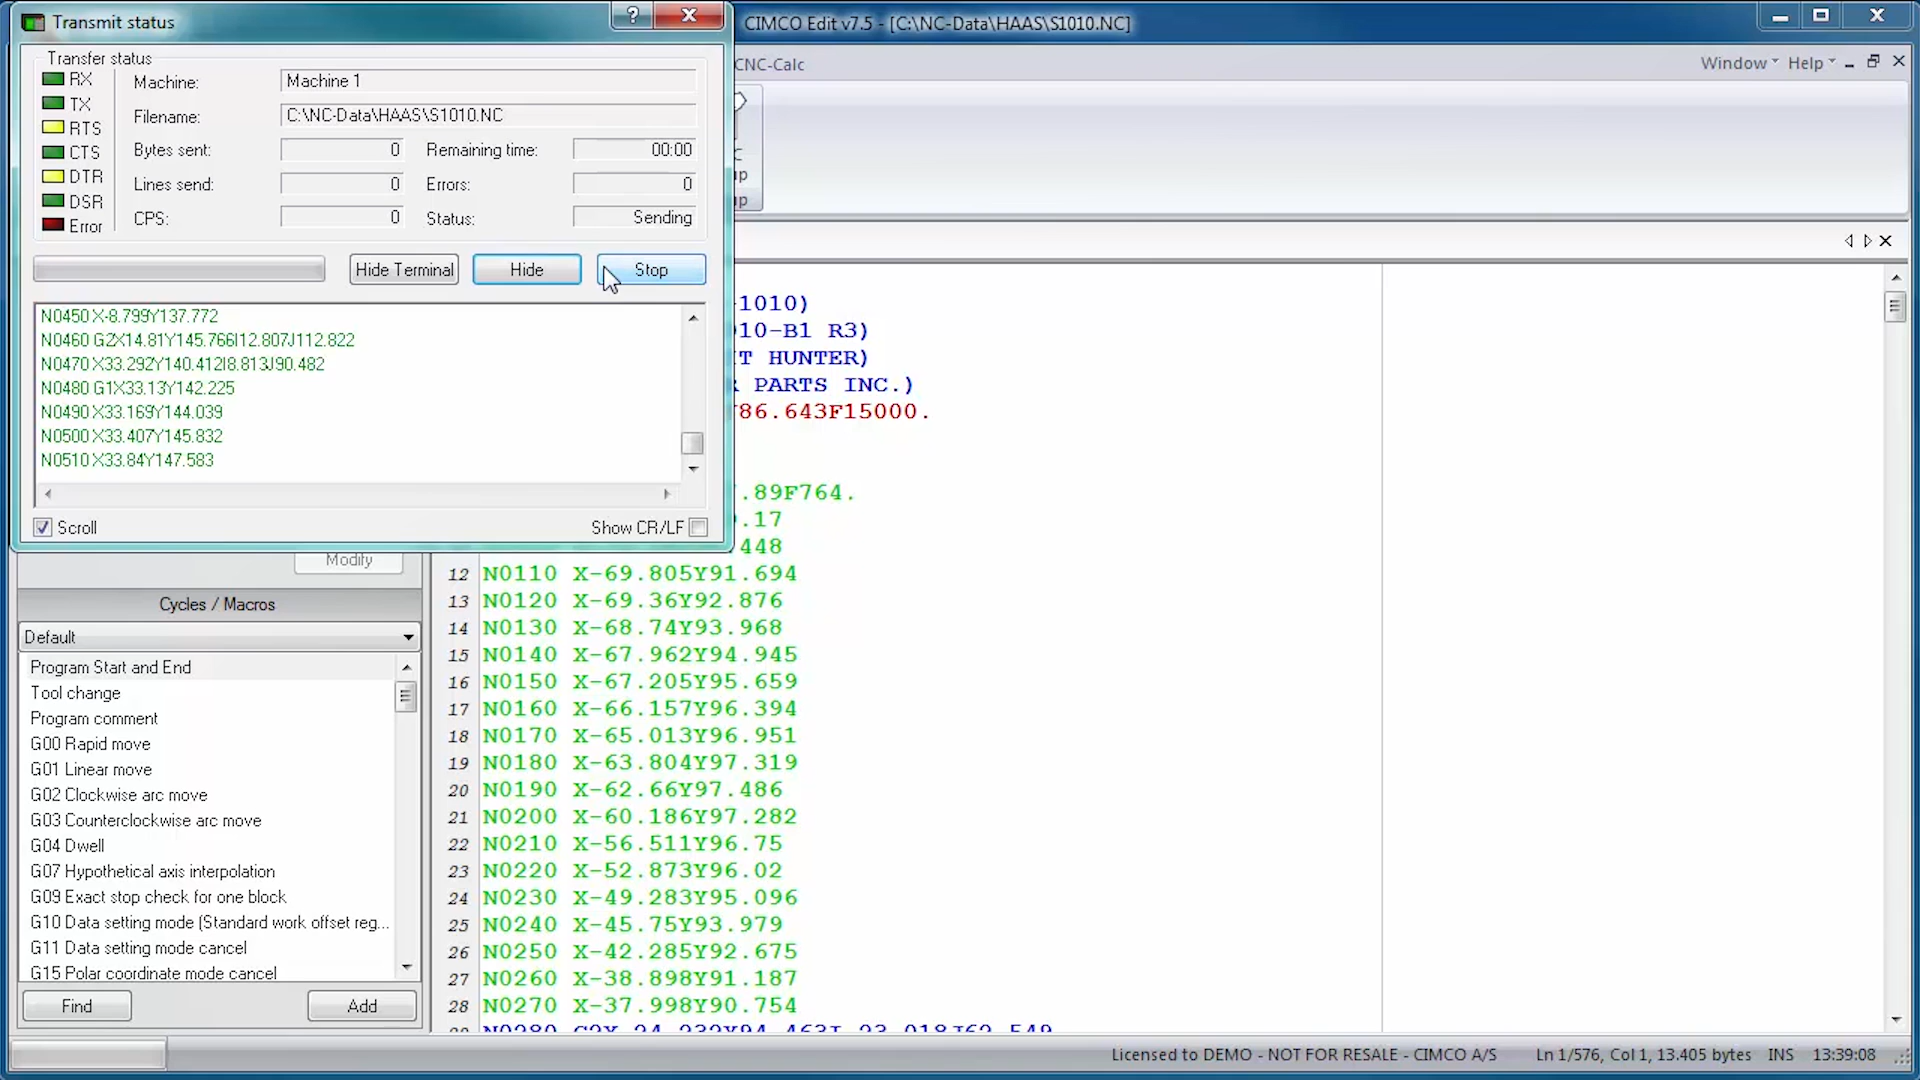 Transmit status
?
CIMCO Edit v7.5 - [C:\NC-Data\HAAS\S1010.NC]
CNC-Calc
Window
Help
Transfer status
RX
TX
RTS
CTS
DTR
DSR
Error
Machine: Machine 1
Filename: C:\NC-Data\HAAS\S1010.NC
Bytes sent: 0 Remaining time: 00:00
Lines send: 0 Errors: 0
CPS: 0 Status: Sending
Hide Terminal
Hide
Stop
N0450 X-8.799Y137.772
N0460 G2X14.81Y145.766I12.807J112.822
N0470 X33.292Y140.412I8.813J90.482
N0480 G1X33.13Y142.225
N0490 X33.169Y144.039
N0500 X33.407Y145.832
N0510 X33.84Y147.583
Scroll
Show CR/LF
Modify
Cycles / Macros
Default
Program Start and End
Tool change
Program comment
G00 Rapid move
G01 Linear move
G02 Clockwise arc move
G03 Counterclockwise arc move
G04 Dwell
G07 Hypothetical axis interpolation
G09 Exact stop check for one block
G10 Data setting mode (Standard work offset reg...
G11 Data setting mode cancel
G15 Polar coordinate mode cancel
Find
Add
-1010)
10-B1 R3)
T HUNTER)
PARTS INC.)
86.643F15000.
.89F764.
.17
448
12 N0110 X-69.805Y91.694
13 N0120 X-69.36Y92.876
14 N0130 X-68.74Y93.968
15 N0140 X-67.962Y94.945
16 N0150 X-67.205Y95.659
17 N0160 X-66.157Y96.394
18 N0170 X-65.013Y96.951
19 N0180 X-63.804Y97.319
20 N0190 X-62.66Y97.486
21 N0200 X-60.186Y97.282
22 N0210 X-56.511Y96.75
23 N0220 X-52.873Y96.02
24 N0230 X-49.283Y95.096
25 N0240 X-45.75Y93.979
26 N0250 X-42.285Y92.675
27 N0260 X-38.898Y91.187
28 N0270 X-37.998Y90.754
N0280 G2X-24.232Y94.463I-23.018J62.549
Licensed to DEMO - NOT FOR RESALE - CIMCO A/S
Ln 1/576, Col 1, 13.405 bytes
INS
13:39:08